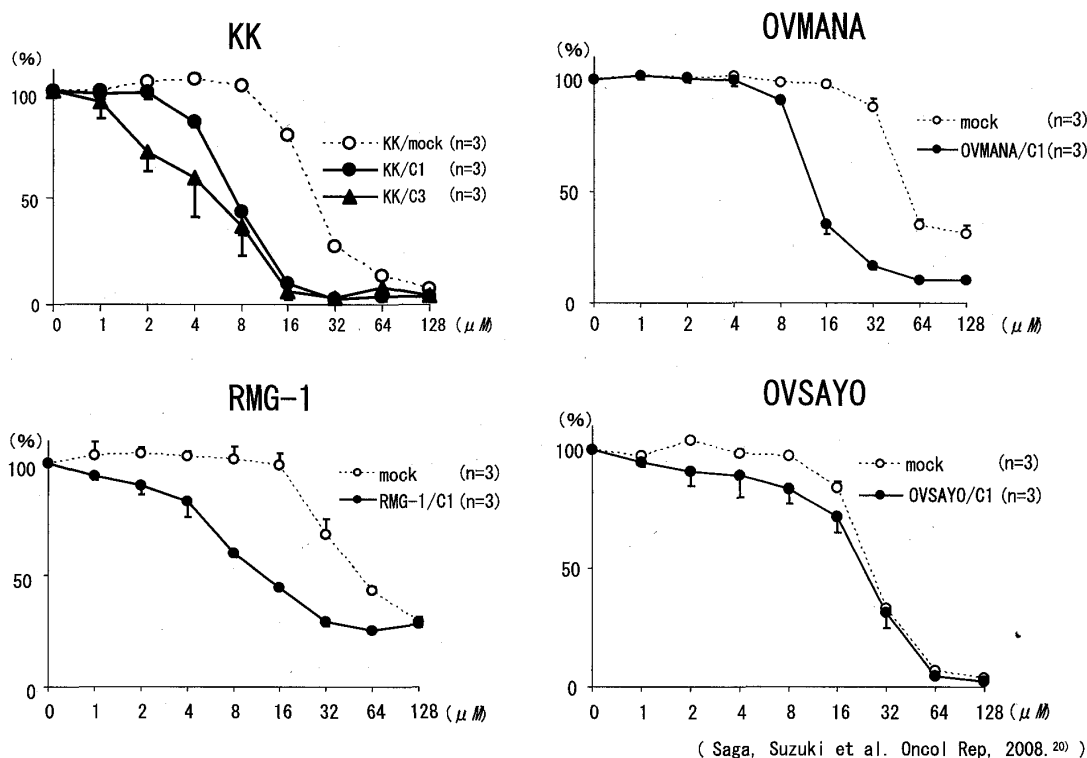 KK
(%)
100
50
0
KK/mock (n=3)
KK/C1 (n=3)
KK/C3 (n=3)
0 1 2 4 8 16 32 64 128 (μM)
OVMANA
(%)
100
50
0
mock (n=3)
OVMANA/C1(n=3)
0 1 2 4 8 16 32 64 128 (μM)
RMG-1
(%)
100
50
0
mock (n=3)
RMG-1/C1 (n=3)
0 1 2 4 8 16 32 64 128 (μM)
OVSAYO
(%)
100
50
0
mock (n=3)
OVSAYO/C1 (n=3)
0 1 2 4 8 16 32 64 128 (μM)
( Saga, Suzuki et al. Oncol Rep, 2008.20) )